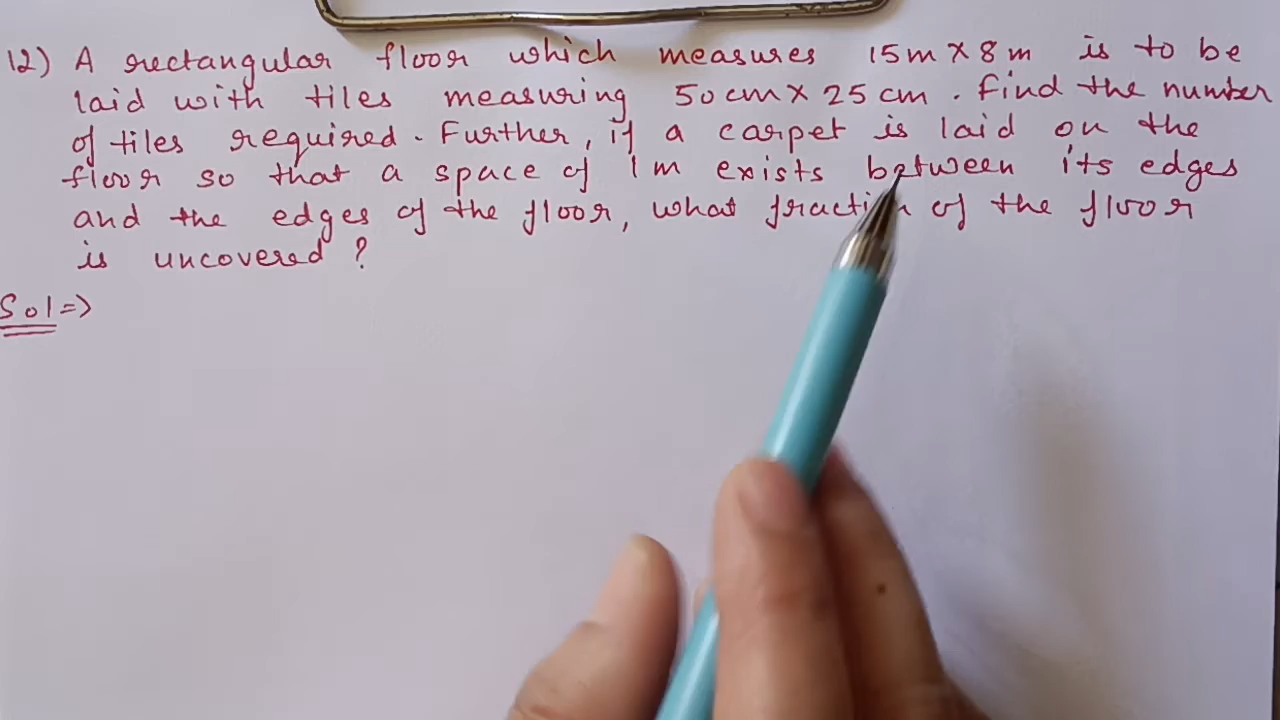 12) A rectangular floor which measures 15m × 8m is to be
laid with tiles measuring 50cm × 25cm. Find the number
of tiles required. Further, if a carpet is laid on the
floor so that a space of 1m exists between its edges
and the edges of the floor, what fraction of the floor
is uncovered?
Sol=>